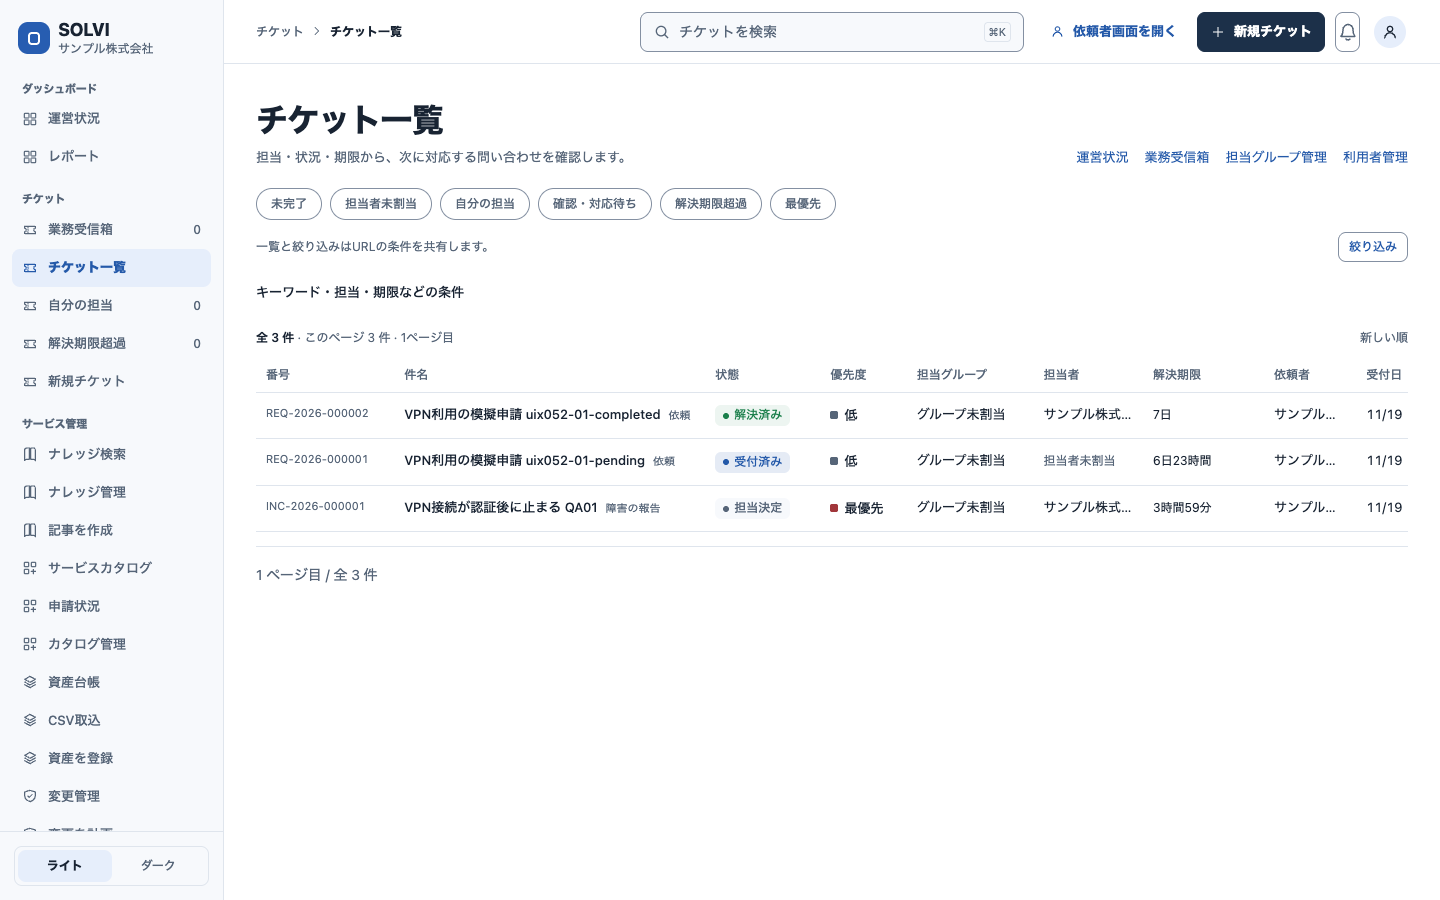 SOLVI
サンプル株式会社
ダッシュボード
運営状況
レポート
チケット
業務受信箱 0
チケット一覧
自分の担当 0
解決期限超過 0
新規チケット
サービス管理
ナレッジ検索
ナレッジ管理
記事を作成
サービスカタログ
申請状況
カタログ管理
資産台帳
CSV取込
資産を登録
変更管理
ライト ダーク
チケット > チケット一覧
チケットを検索 ⌘K
依頼者画面を開く
+ 新規チケット
チケット一覧
担当・状況・期限から、次に対応する問い合わせを確認します。
運営状況 業務受信箱 担当グループ管理 利用者管理
未完了 担当者未割当 自分の担当 確認・対応待ち 解決期限超過 最優先
一覧と絞り込みはURLの条件を共有します。
絞り込み
キーワード・担当・期限などの条件
全 3 件 · このページ 3 件 · 1ページ目
新しい順
番号 件名 状態 優先度 担当グループ 担当者 解決期限 依頼者 受付日
REQ-2026-000002 VPN利用の模擬申請 uix052-01-completed 依頼 解決済み 低 グループ未割当 サンプル株式... 7日 サンプル... 11/19
REQ-2026-000001 VPN利用の模擬申請 uix052-01-pending 依頼 受付済み 低 グループ未割当 担当者未割当 6日23時間 サンプル... 11/19
INC-2026-000001 VPN接続が認証後に止まる QA01 障害の報告 担当決定 最優先 グループ未割当 サンプル株式... 3時間59分 サンプル... 11/19
1 ページ目 / 全 3 件